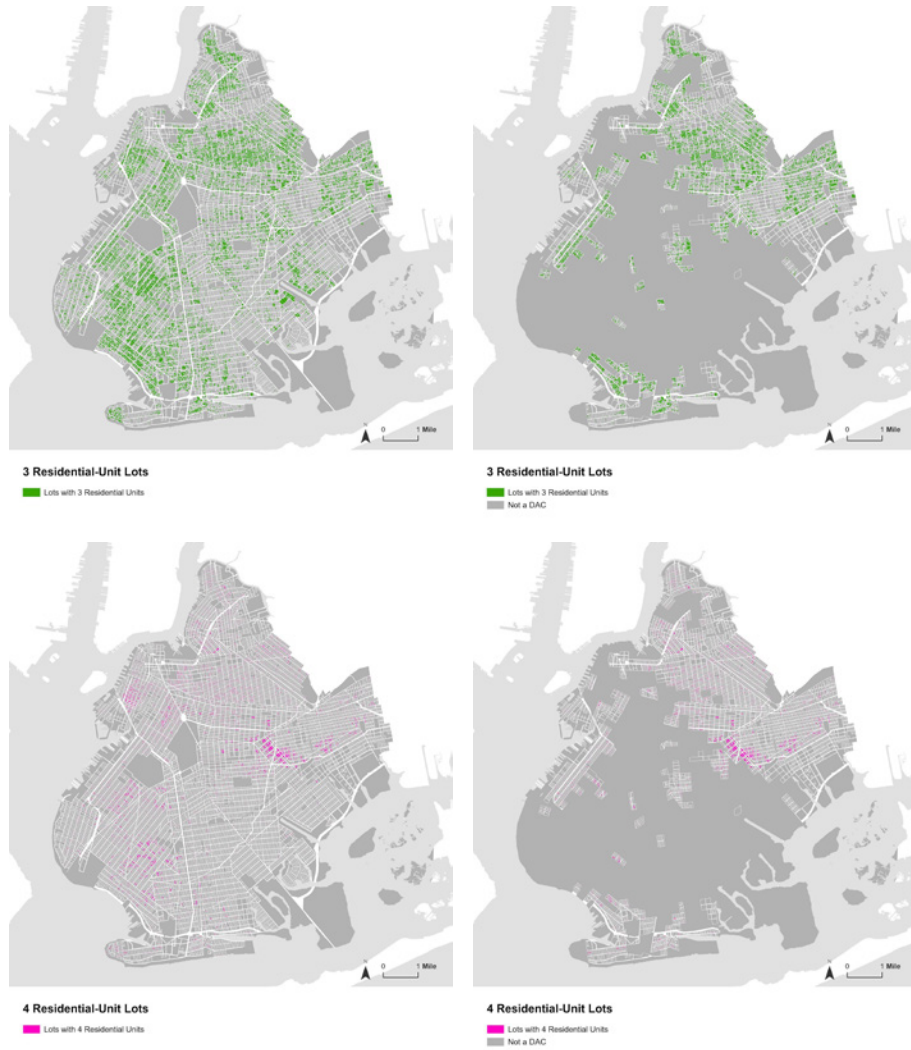 N
0 1 Mile
3 Residential-Unit Lots
Lots with 3 Residential Units
N
0 1 Mile
3 Residential-Unit Lots
Lots with 3 Residential Units
Not a DAC
N
0 1 Mile
4 Residential-Unit Lots
Lots with 4 Residential Units
N
0 1 Mile
4 Residential-Unit Lots
Lots with 4 Residential Units
Not a DAC